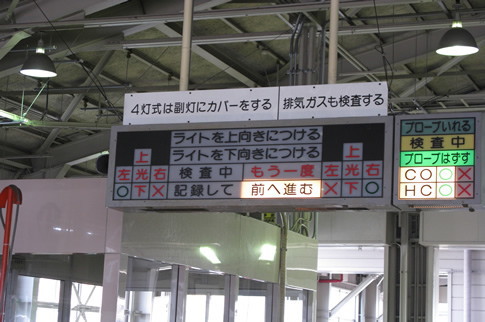 4灯式は副灯にカバーをする
排気ガスも検査する
ライトを上向きにつける
ライトを下向きにつける
上
左光右
○下×
検査中
もう一度
記録して
前へ進む
上
左光右
×下○
プローブいれる
検査中
プローブはずす
CO○×
HC○×